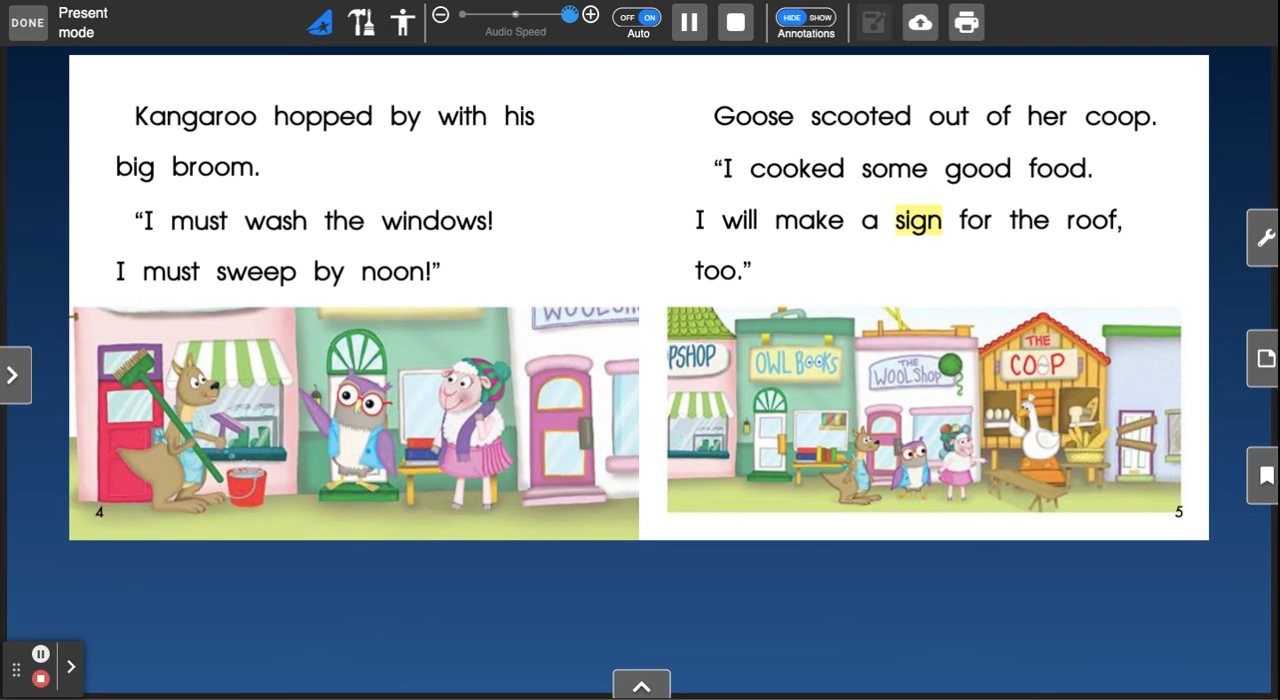 DONE
Present
mode
Audio Speed
OFF ON
Auto
HIDE SHOW
Annotations
Kangaroo hopped by with his
big broom.
“I must wash the windows!
I must sweep by noon!”
WOOLSH
4
Goose scooted out of her coop.
“I cooked some good food.
I will make a sign for the roof,
too.”
PSHOP
OWL BOOKS
THE
WOOL SHOP
THE
COOP
5